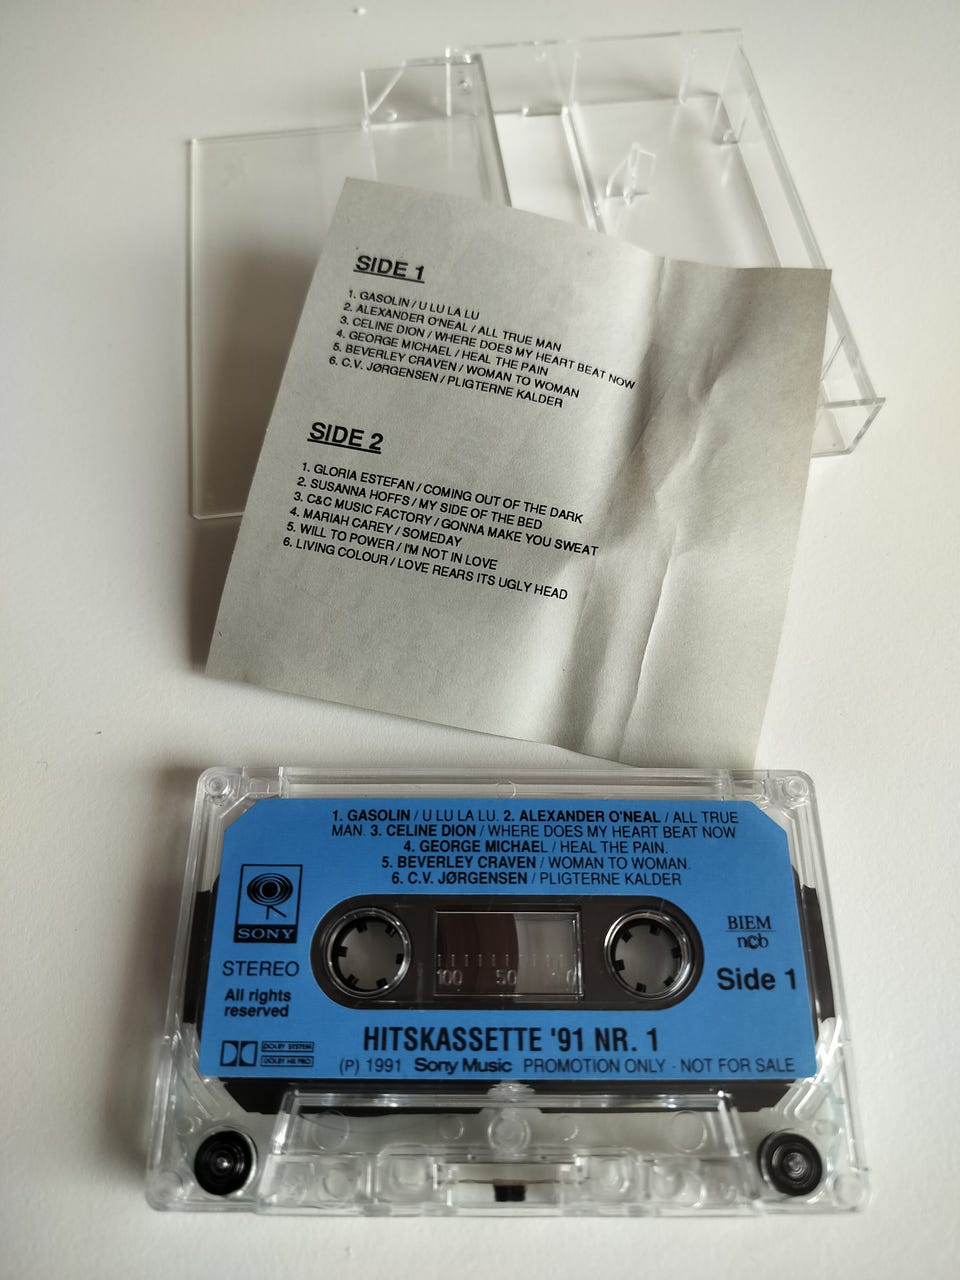 SIDE 1
1. GASOLIN / U LU LA LU
2. ALEXANDER O'NEAL / ALL TRUE MAN
3. CELINE DION / WHERE DOES MY HEART BEAT NOW
4. GEORGE MICHAEL / HEAL THE PAIN
5. BEVERLEY CRAVEN / WOMAN TO WOMAN
6. C.V. JØRGENSEN / PLIGTERNE KALDER
SIDE 2
1. GLORIA ESTEFAN / COMING OUT OF THE DARK
2. SUSANNA HOFFS / MY SIDE OF THE BED
3. C&C MUSIC FACTORY / GONNA MAKE YOU SWEAT
4. MARIAH CAREY / SOMEDAY
5. WILL TO POWER / I'M NOT IN LOVE
6. LIVING COLOUR / LOVE REARS ITS UGLY HEAD
1. GASOLIN / U LU LA LU. 2. ALEXANDER O'NEAL / ALL TRUE
MAN. 3. CELINE DION / WHERE DOES MY HEART BEAT NOW
4. GEORGE MICHAEL / HEAL THE PAIN.
5. BEVERLEY CRAVEN / WOMAN TO WOMAN.
6. C.V. JØRGENSEN / PLIGTERNE KALDER
SONY
STEREO
All rights
reserved
DOLBY SYSTEM
DOLBY HX PRO
100 50 0
BIEM
ncb
Side 1
HITSKASSETTE '91 NR. 1
(P) 1991 Sony Music PROMOTION ONLY - NOT FOR SALE